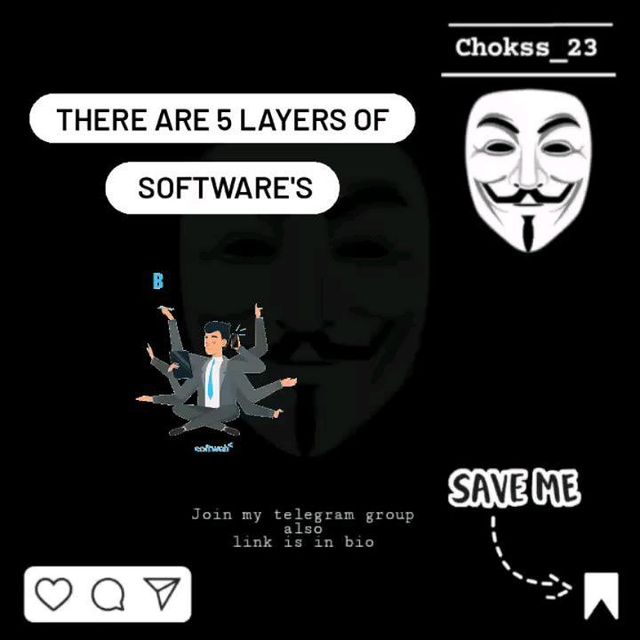 Chokss_23
THERE ARE 5 LAYERS OF
SOFTWARE'S
B
Join my telegram group
also
link is in bio
SAVE ME